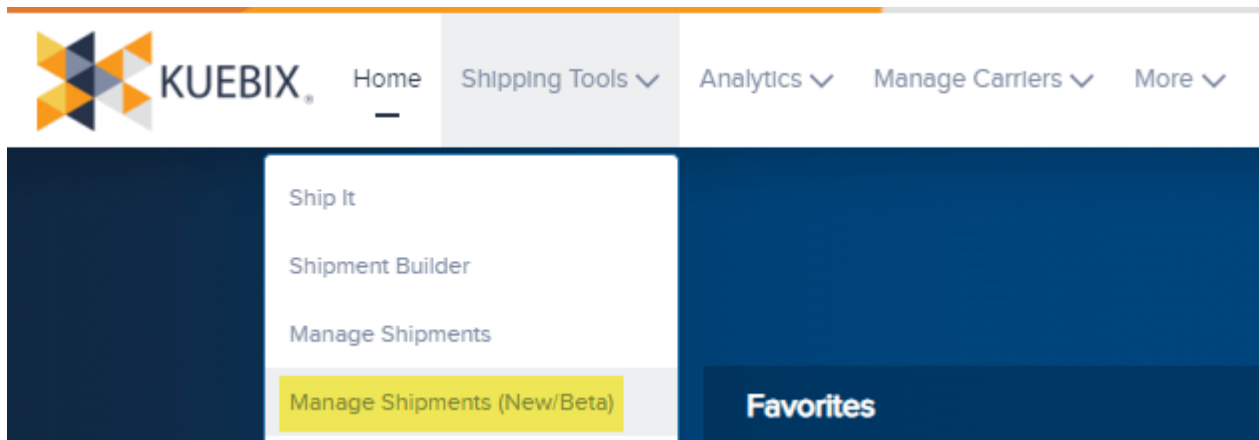 KUEBIX® Home Shipping Tools Analytics Manage Carriers More
Ship It
Shipment Builder
Manage Shipments
Manage Shipments (New/Beta)
Favorites